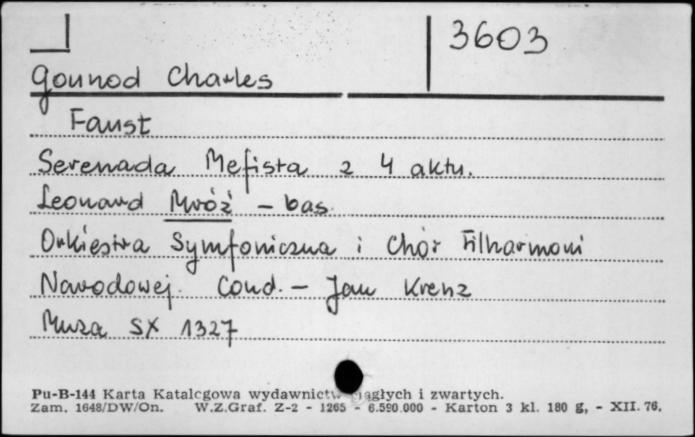 3603
Gounod Charles
Faust
Serenada Mefista z 4 aktu.
Leonard Mróz – bas.
Orkiestra Symfoniczna i Chór Filharmonii
Narodowej. Cond. – Jan Krenz
Muza SX 1327
Pu-B-144 Karta Katalogowa wydawnictw ciągłych i zwartych.
Zam. 1648/DW/On. W.Z.Graf. Z-2 - 1265 - 6.590.000 - Karton 3 kl. 180 g, - XII. 76.